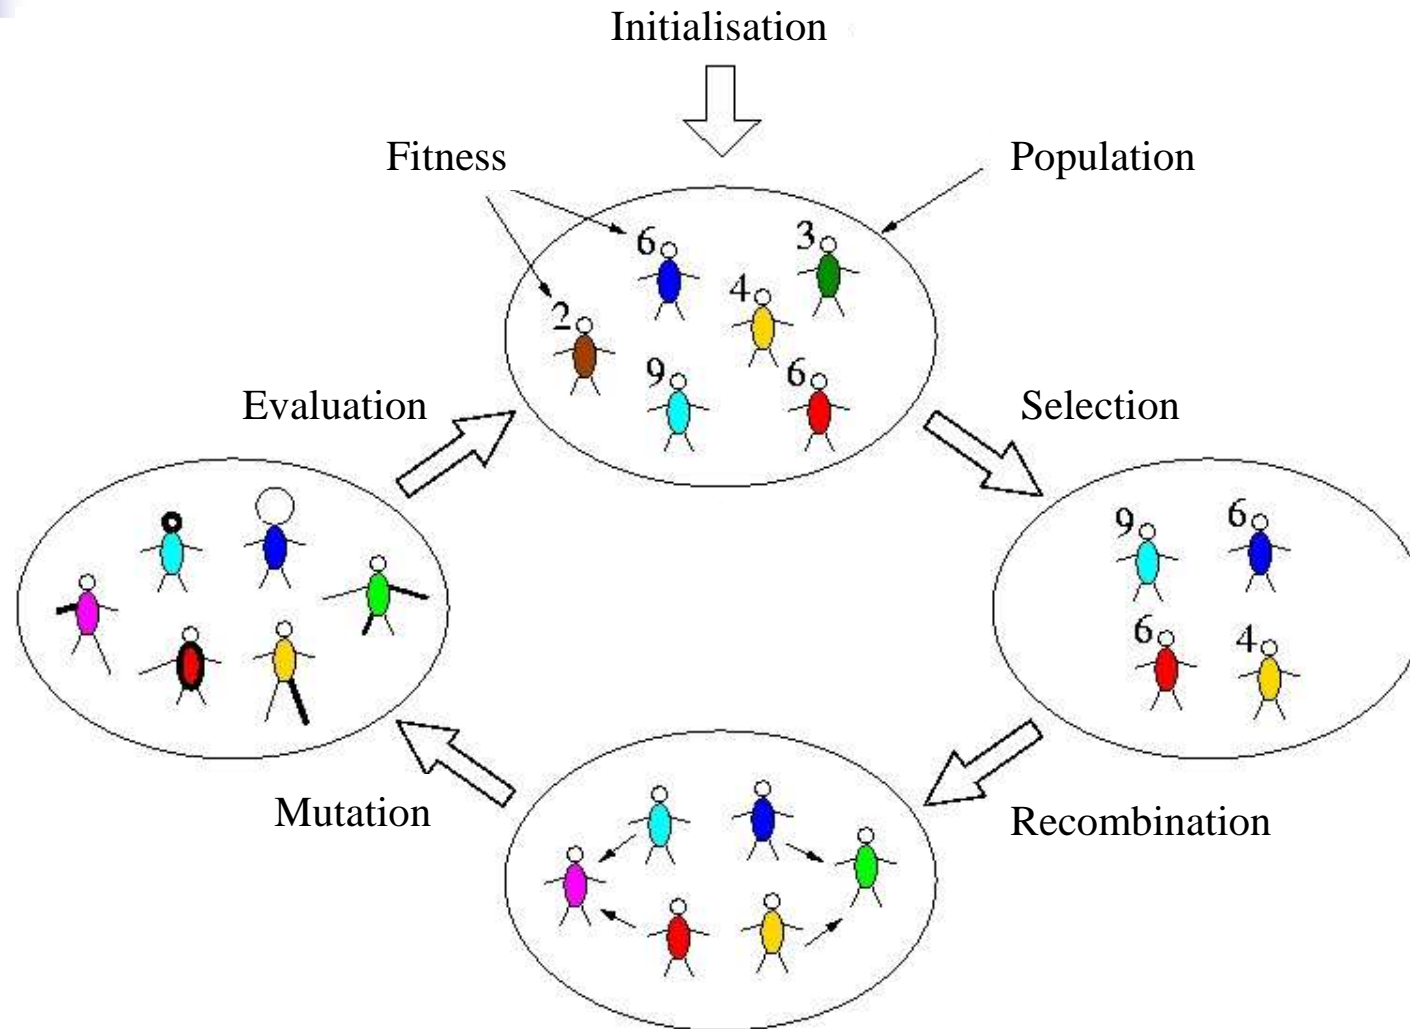 Initialisation
Fitness
Population
6
3
4
2
9
6
Evaluation
Selection
9
6
6
4
Mutation
Recombination